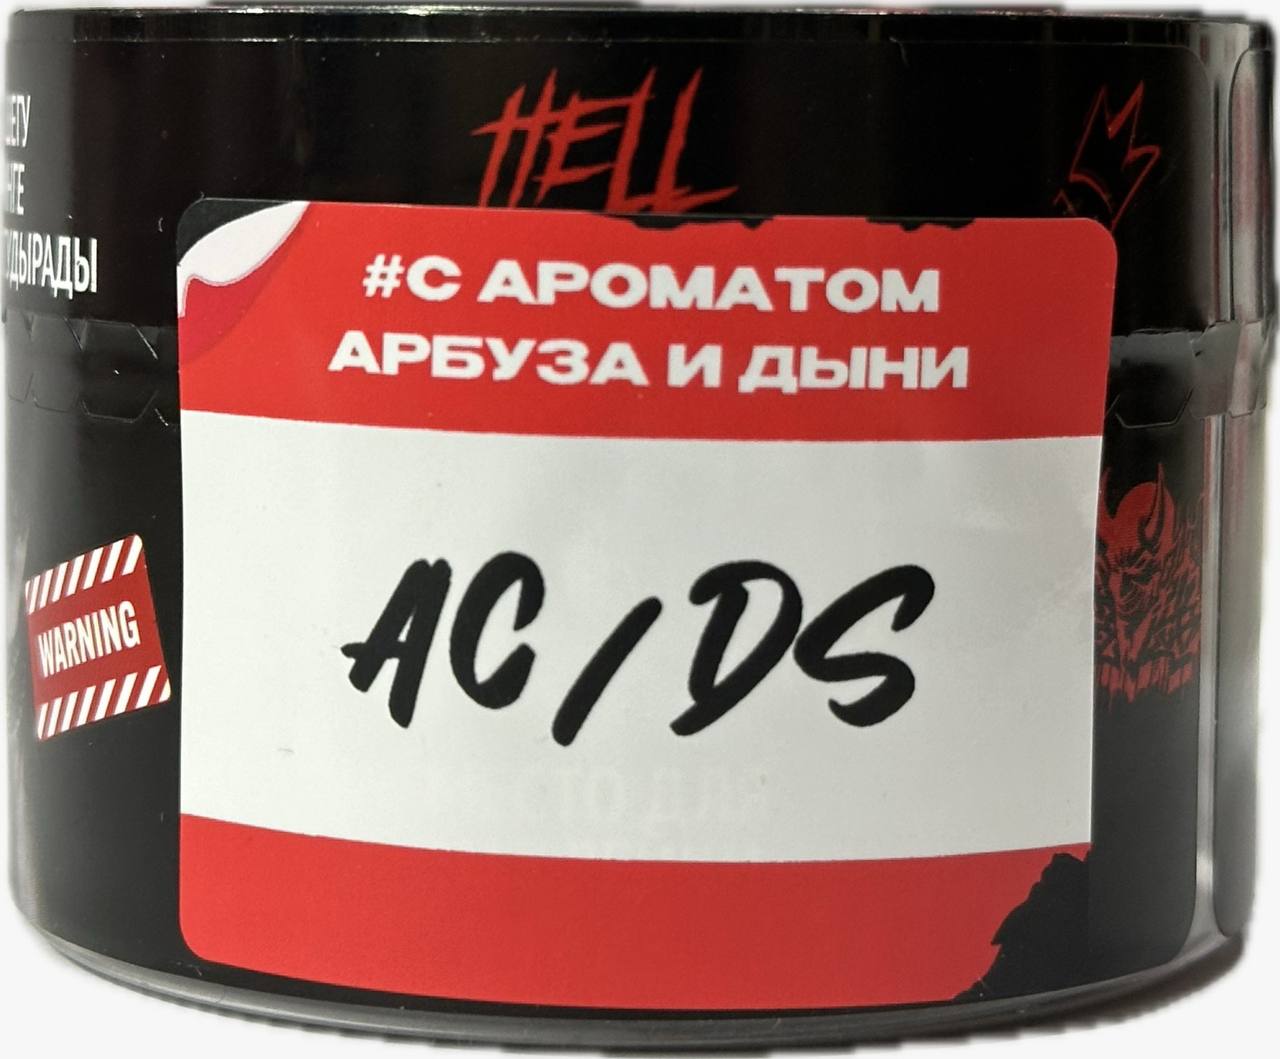 HELL
#С АРОМАТОМ
АРБУЗА И ДЫНИ
AC/DS
WARNING